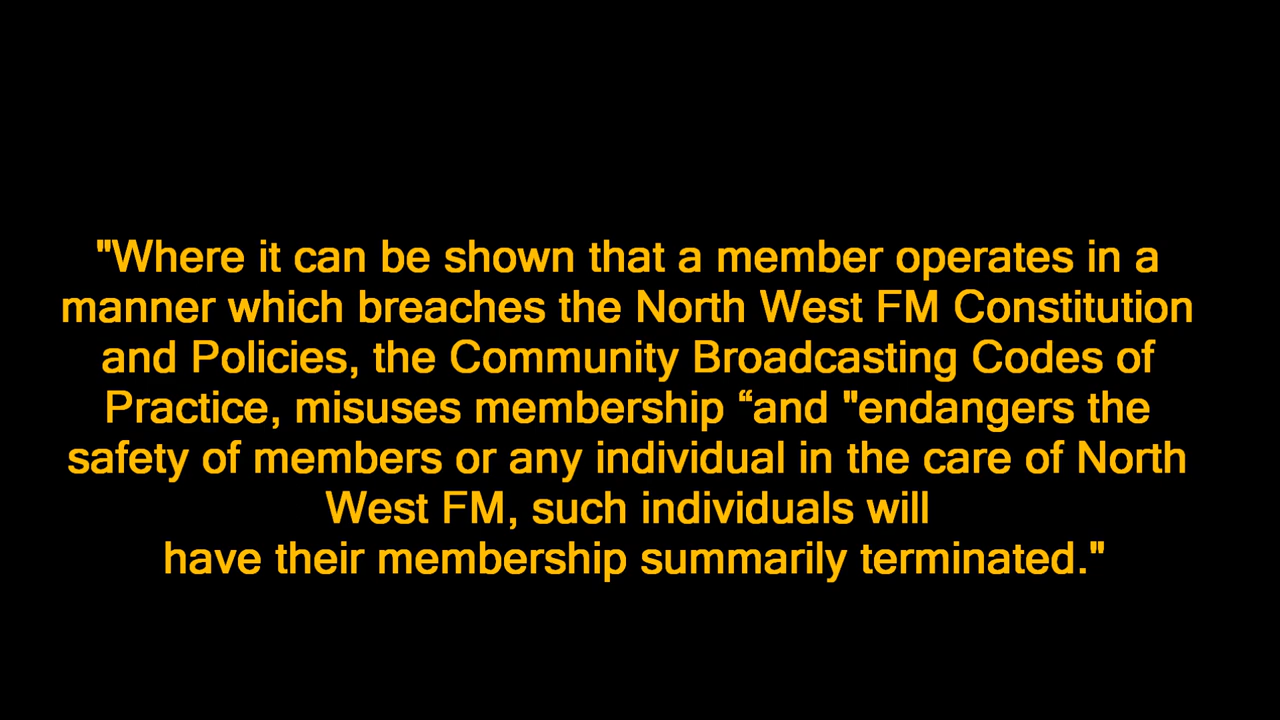 "Where it can be shown that a member operates in a
manner which breaches the North West FM Constitution
and Policies, the Community Broadcasting Codes of
Practice, misuses membership “and "endangers the
safety of members or any individual in the care of North
West FM, such individuals will
have their membership summarily terminated."